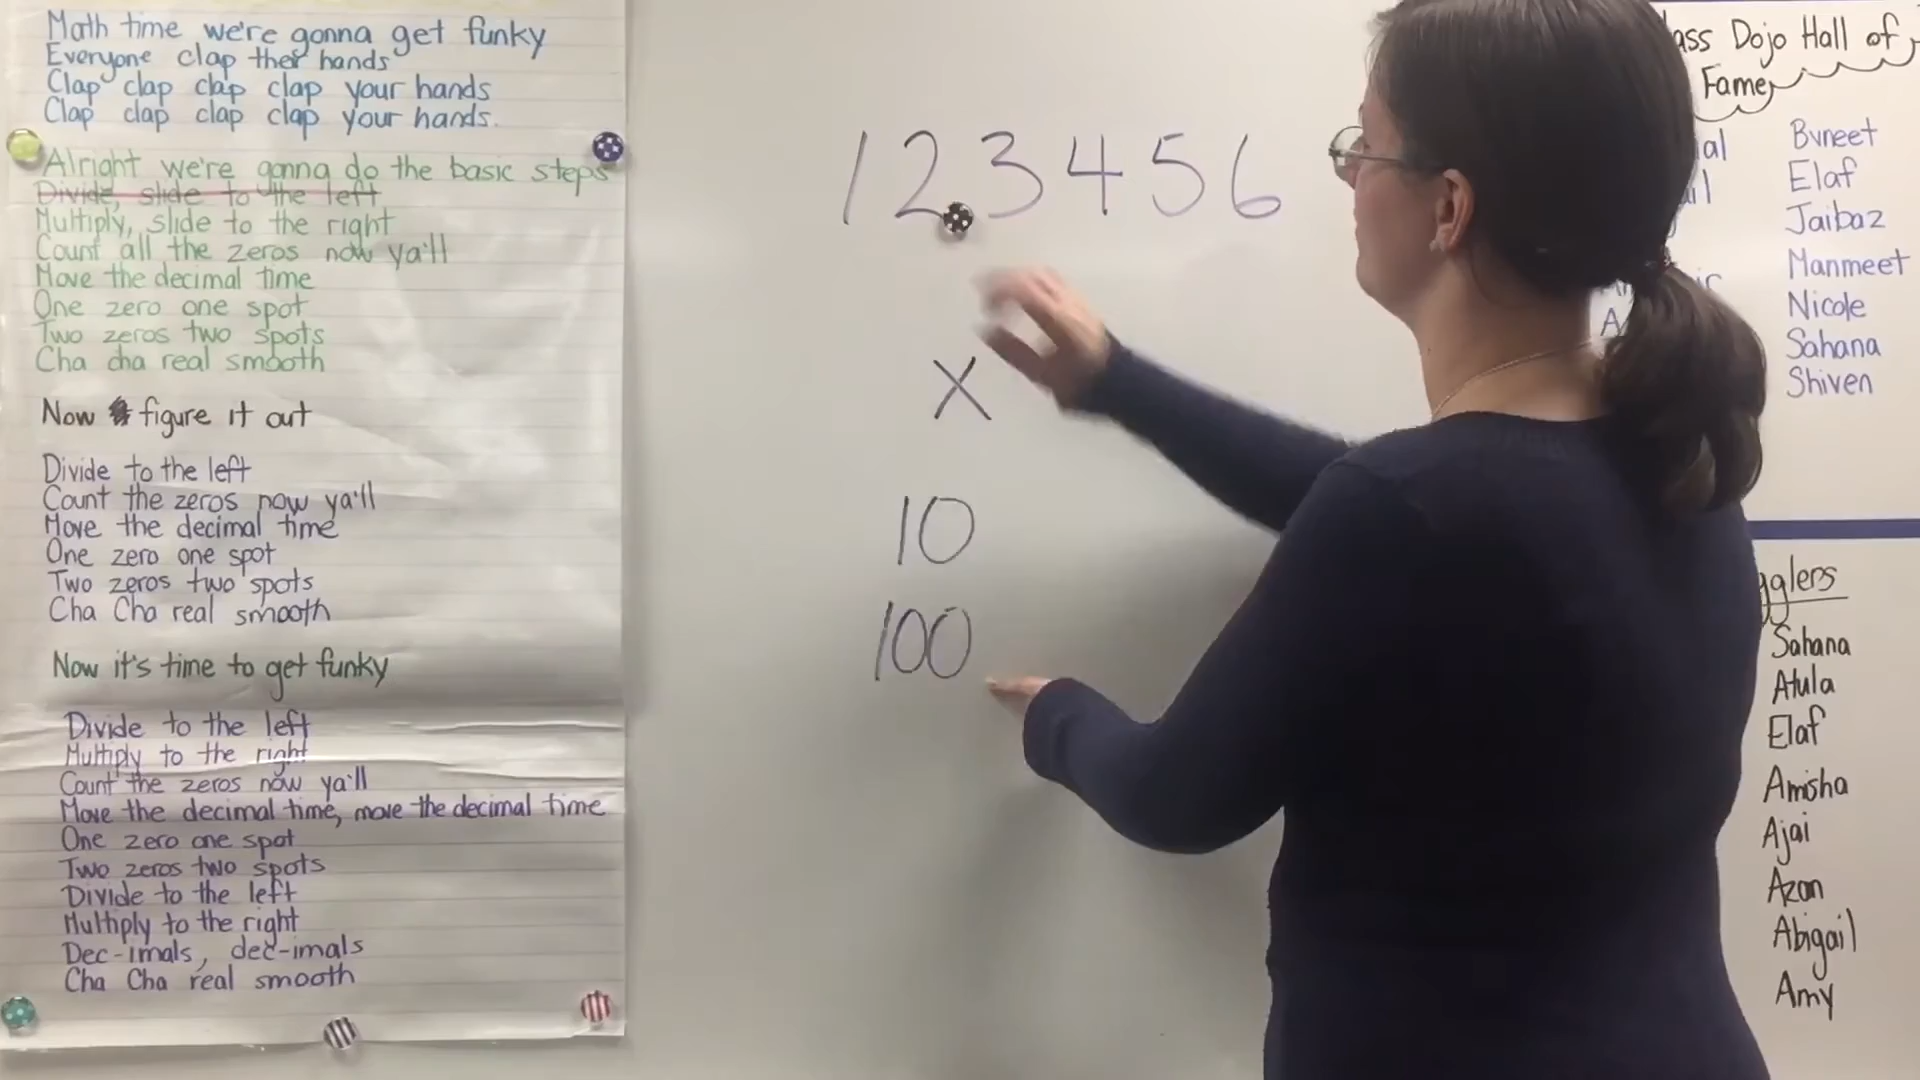 Math time we're gonna get funky
Everyone clap their hands
Clap clap clap clap your hands
Clap clap clap clap your hands.
Alright we're gonna do the basic steps
Divide, slide to the left
Multiply, slide to the right
Count all the zeros now ya'll
Move the decimal time
One zero one spot
Two zeros two spots
Cha cha real smooth
Now figure it out
Divide to the left
Count the zeros now ya'll
Move the decimal time
One zero one spot
Two zeros two spots
Cha Cha real smooth
Now it's time to get funky
Divide to the left
Multiply to the right
Count the zeros now ya'll
Move the decimal time, move the decimal time
One zero one spot
Two zeros two spots
Divide to the left
Multiply to the right
Dec-imals, dec-imals
Cha Cha real smooth
123456
X
10
100
ass Dojo Hall of
Fame
Bvneet
Elaf
Jaibaz
Manmeet
Nicole
Sahana
Shiven
gglers
Sahana
Atula
Elaf
Amisha
Ajai
Azan
Abigail
Amy